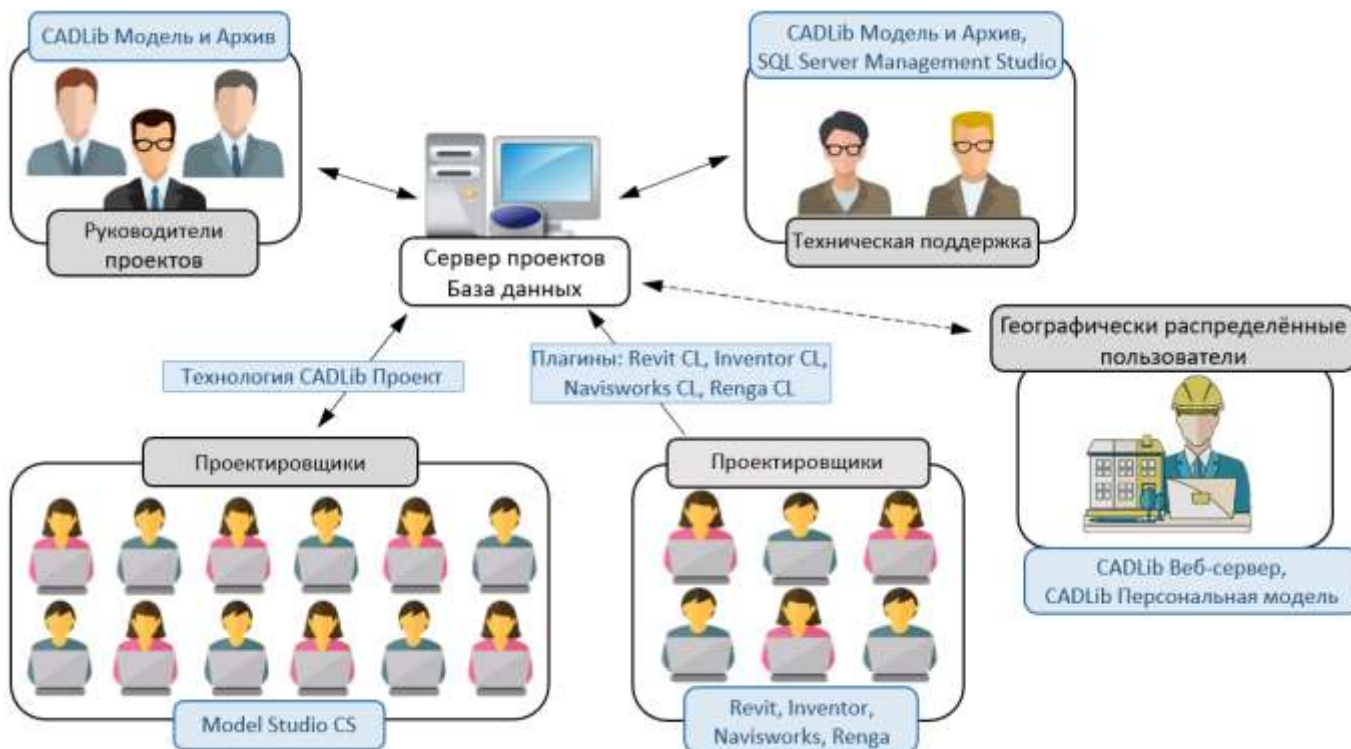 CADLib Модель и Архив
Руководители
проектов
CADLib Модель и Архив,
SQL Server Management Studio
Техническая поддержка
Сервер проектов
База данных
Географически распределённые
пользователи
CADLib Веб-сервер,
CADLib Персональная модель
Технология CADLib Проект
Плагины: Revit CL, Inventor CL,
Navisworks CL, Renga CL
Проектировщики
Model Studio CS
Проектировщики
Revit, Inventor,
Navisworks, Renga